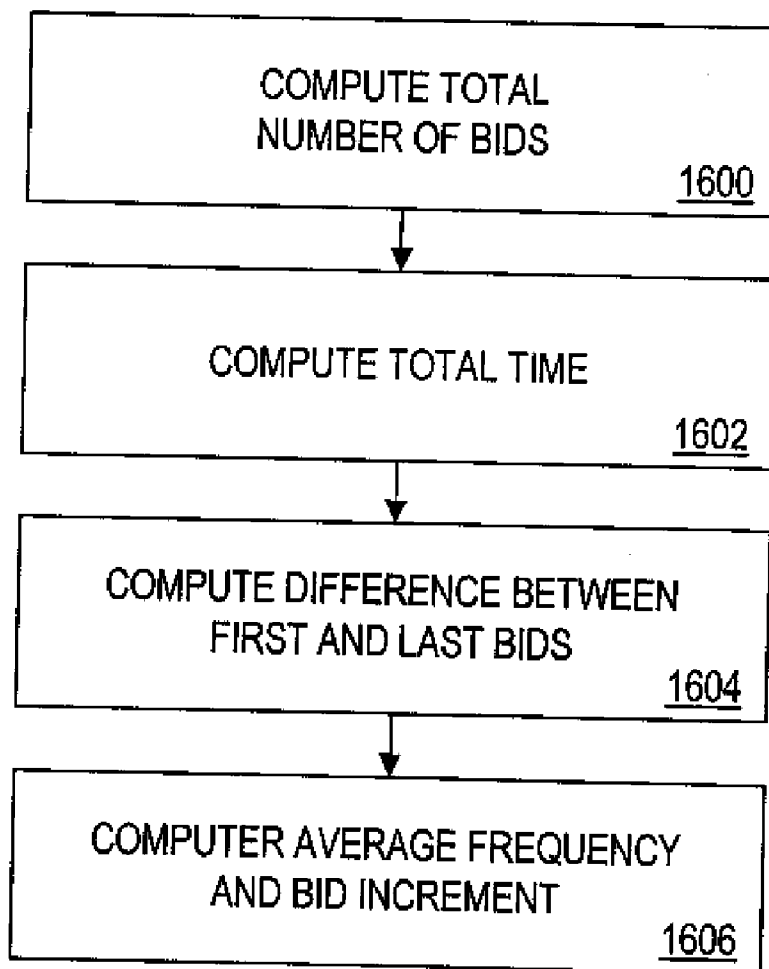 COMPUTE TOTAL
NUMBER OF BIDS
1600
COMPUTE TOTAL TIME
1602
COMPUTE DIFFERENCE BETWEEN
FIRST AND LAST BIDS
1604
COMPUTER AVERAGE FREQUENCY
AND BID INCREMENT
1606